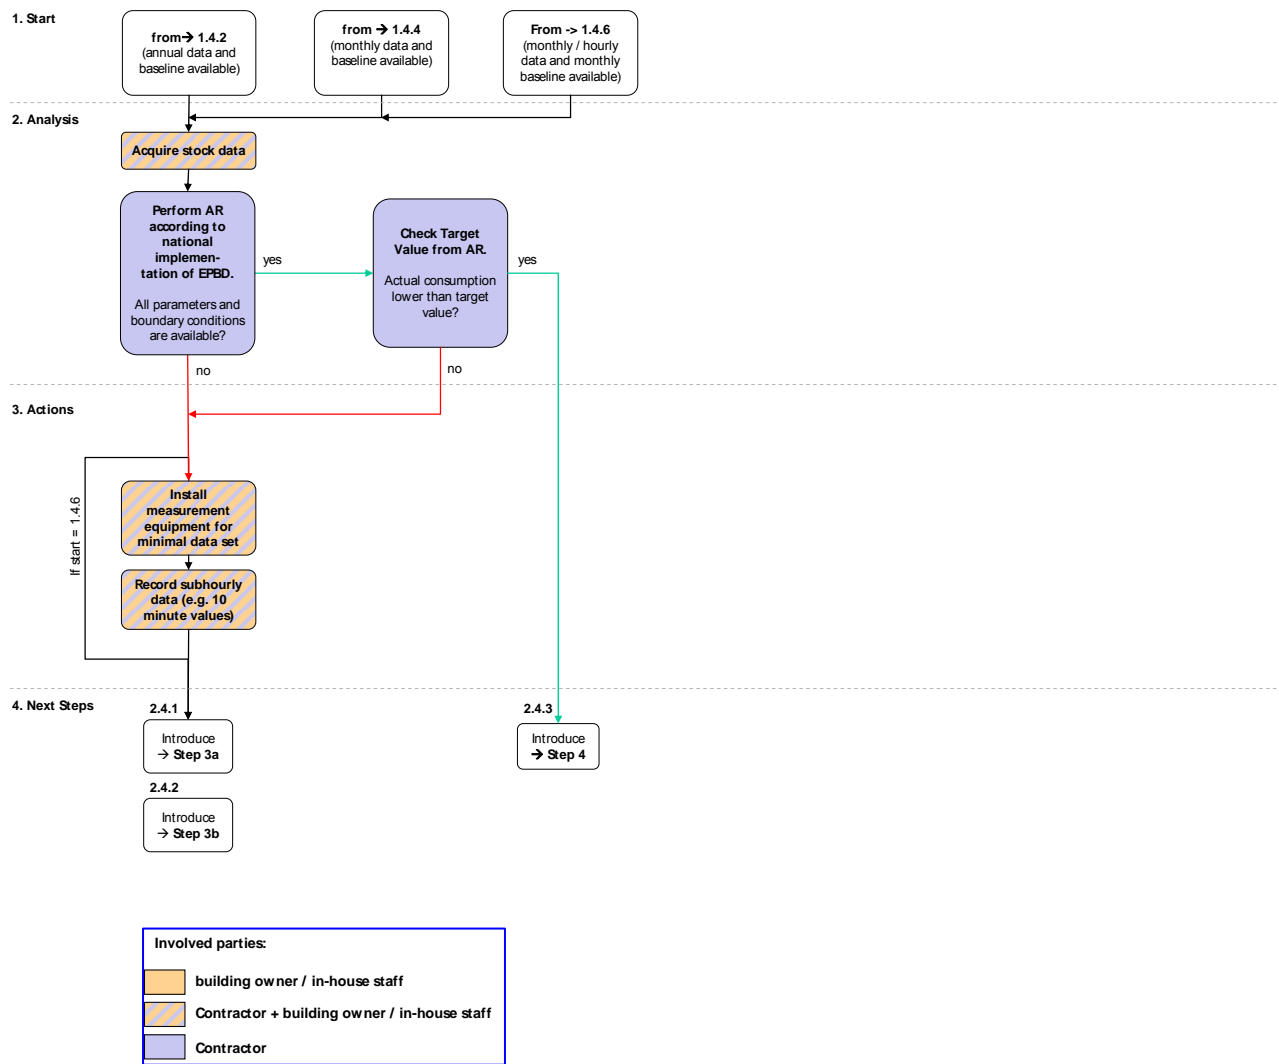 1. Start
from→ 1.4.2
(annual data and
baseline available)
from → 1.4.4
(monthly data and
baseline available)
From -> 1.4.6
(monthly / hourly
data and monthly
baseline available)
2. Analysis
Acquire stock data
Perform AR
according to
national
implemen-
tation of EPBD.
All parameters and
boundary conditions
are available?
yes
Check Target
Value from AR.
Actual consumption
lower than target
value?
yes
no
no
3. Actions
If start = 1.4.6
Install
measurement
equipment for
minimal data set
Record subhourly
data (e.g. 10
minute values)
4. Next Steps
2.4.1
Introduce
→ Step 3a
2.4.2
Introduce
→ Step 3b
2.4.3
Introduce
→ Step 4
Involved parties:
building owner / in-house staff
Contractor + building owner / in-house staff
Contractor